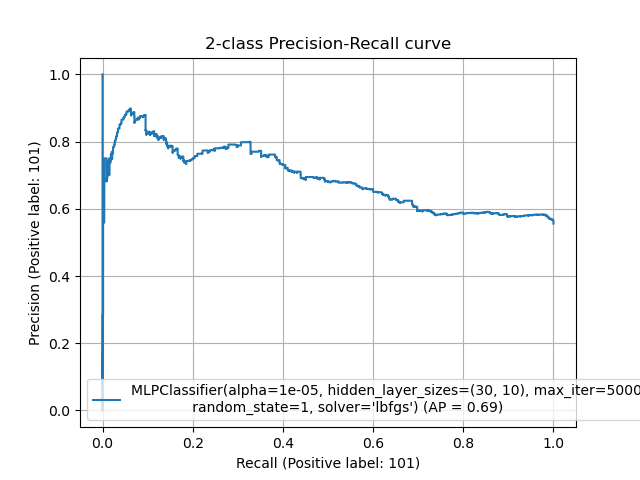 2-class Precision-Recall curve
1.0
0.8
0.6
0.4
0.2
0.0
Precision (Positive label: 101)
MLPClassifier(alpha=1e-05, hidden_layer_sizes=(30, 10), max_iter=5000
random_state=1, solver='lbfgs') (AP = 0.69)
0.0 0.2 0.4 0.6 0.8 1.0
Recall (Positive label: 101)